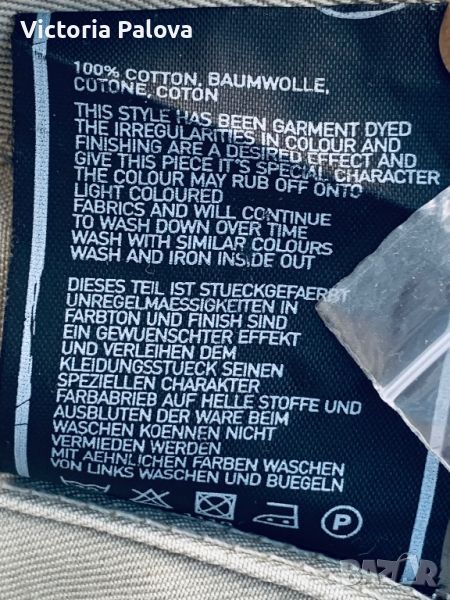 Victoria Palova
100% COTTON, BAUMWOLLE,
COTONE, COTON
THIS STYLE HAS BEEN GARMENT DYED
THE IRREGULARITIES IN COLOUR AND
FINISHING ARE A DESIRED EFFECT AND
GIVE THIS PIECE IT'S SPECIAL CHARACTER
THE COLOUR MAY RUB OFF ONTO
LIGHT COLOURED
FABRICS AND WILL CONTINUE
TO WASH DOWN OVER TIME
WASH WITH SIMILAR COLOURS
WASH AND IRON INSIDE OUT
DIESES TEIL IST STUECKGEFAERBT
UNREGELMAESSIGKEITEN IN
FARBTON UND FINISH SIND
EIN GEWUENSCHTER EFFEKT
UND VERLEIHEN DEM
KLEIDUNGSSTUECK SEINEN
SPEZIELLEN CHARAKTER
FARBABRIEB AUF HELLE STOFFE UND
AUSBLUTEN DER WARE BEIM
WASCHEN KOENNEN NICHT
VERMIEDEN WERDEN
MIT AEHNLICHEN FARBEN WASCHEN
VON LINKS WASCHEN UND BUEGELN
P
BAZAR